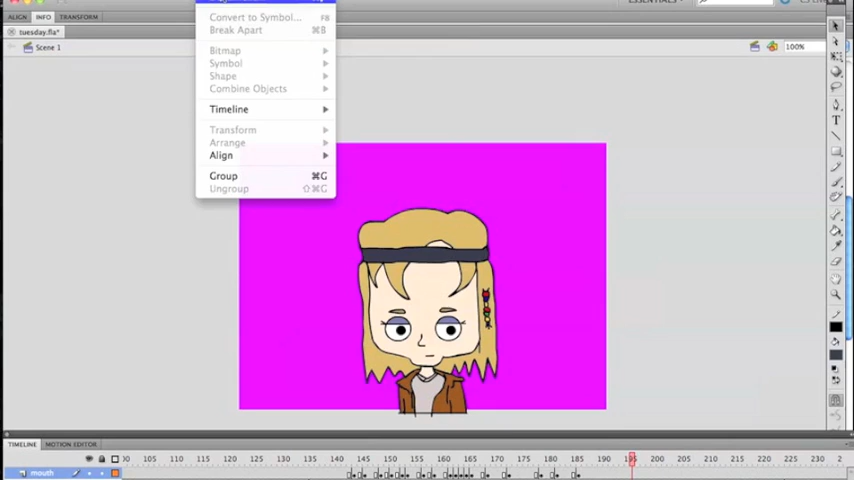 ALIGN INFO TRANSFORM
tuesday.fla*
Scene 1
100%
Convert to Symbol... F8
Break Apart ⌘B
Bitmap
Symbol
Shape
Combine Objects
Timeline
Transform
Arrange
Align
Group ⌘G
Ungroup ⇧⌘G
TIMELINE MOTION EDITOR
100 105 110 115 120 125 130 135 140 145 150 155 160 165 170 175 180 185 190 195 200 205 210 215 220 225 230 2
mouth